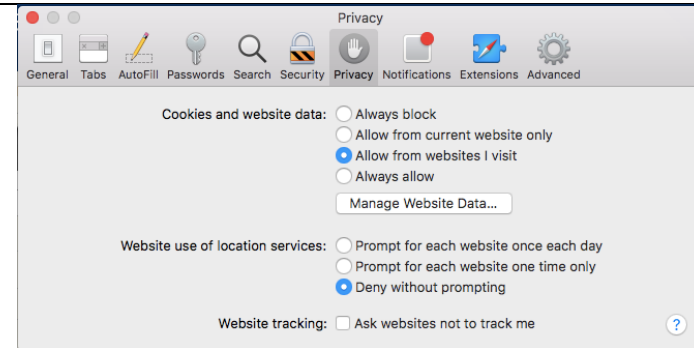 Privacy
General Tabs AutoFill Passwords Search Security Privacy Notifications Extensions Advanced
Cookies and website data: Always block
Allow from current website only
Allow from websites I visit
Always allow
Manage Website Data...
Website use of location services: Prompt for each website once each day
Prompt for each website one time only
Deny without prompting
Website tracking: Ask websites not to track me
?